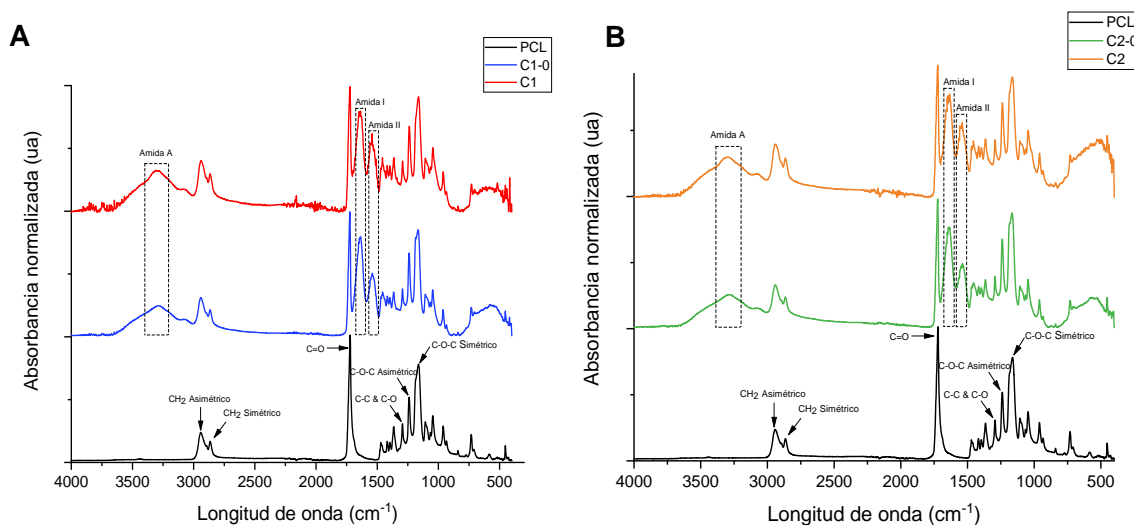 A
PCL
C1-0
C1
Amida I
Amida II
Amida A
C=O
C-O-C Simétrico
C-O-C Asimétrico
C-C & C-O
CH2 Asimétrico
CH2 Simétrico
Absorbancia normalizada (ua)
4000 3500 3000 2500 2000 1500 1000 500
Longitud de onda (cm-1)
B
PCL
C2-0
C2
Amida I
Amida II
Amida A
C=O
C-O-C Simétrico
C-O-C Asimétrico
C-C & C-O
CH2 Asimétrico
CH2 Simétrico
Absorbancia normalizada (ua)
4000 3500 3000 2500 2000 1500 1000 500
Longitud de onda (cm-1)